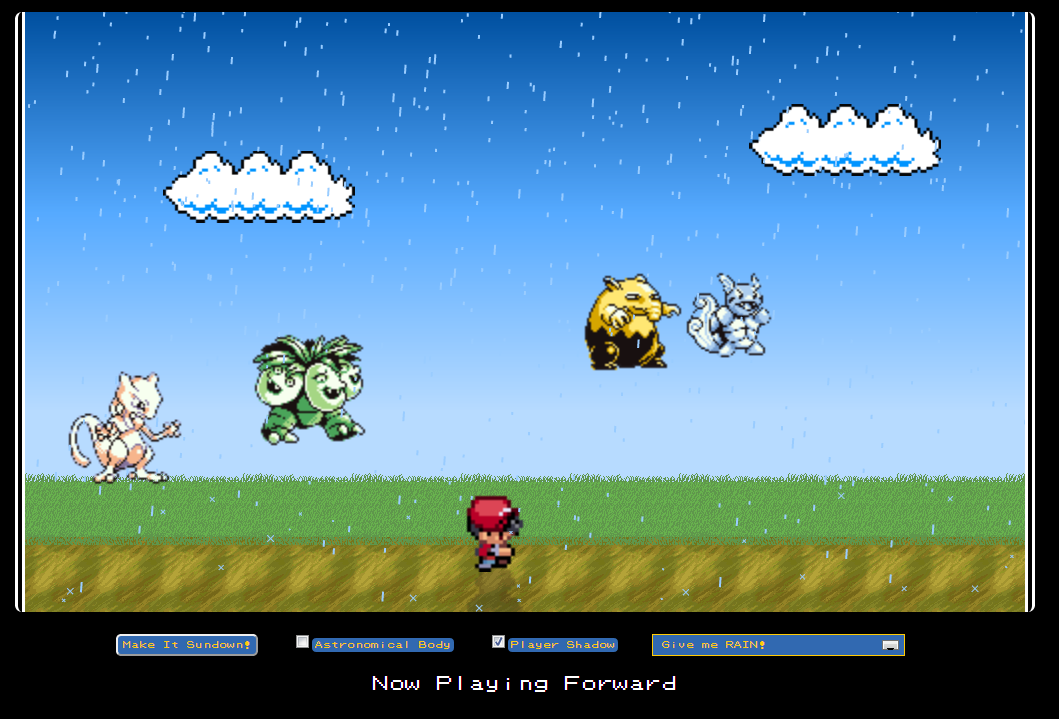 Make It Sundown!
Astronomical Body
Player Shadow
Give me RAIN!
Now Playing Forward